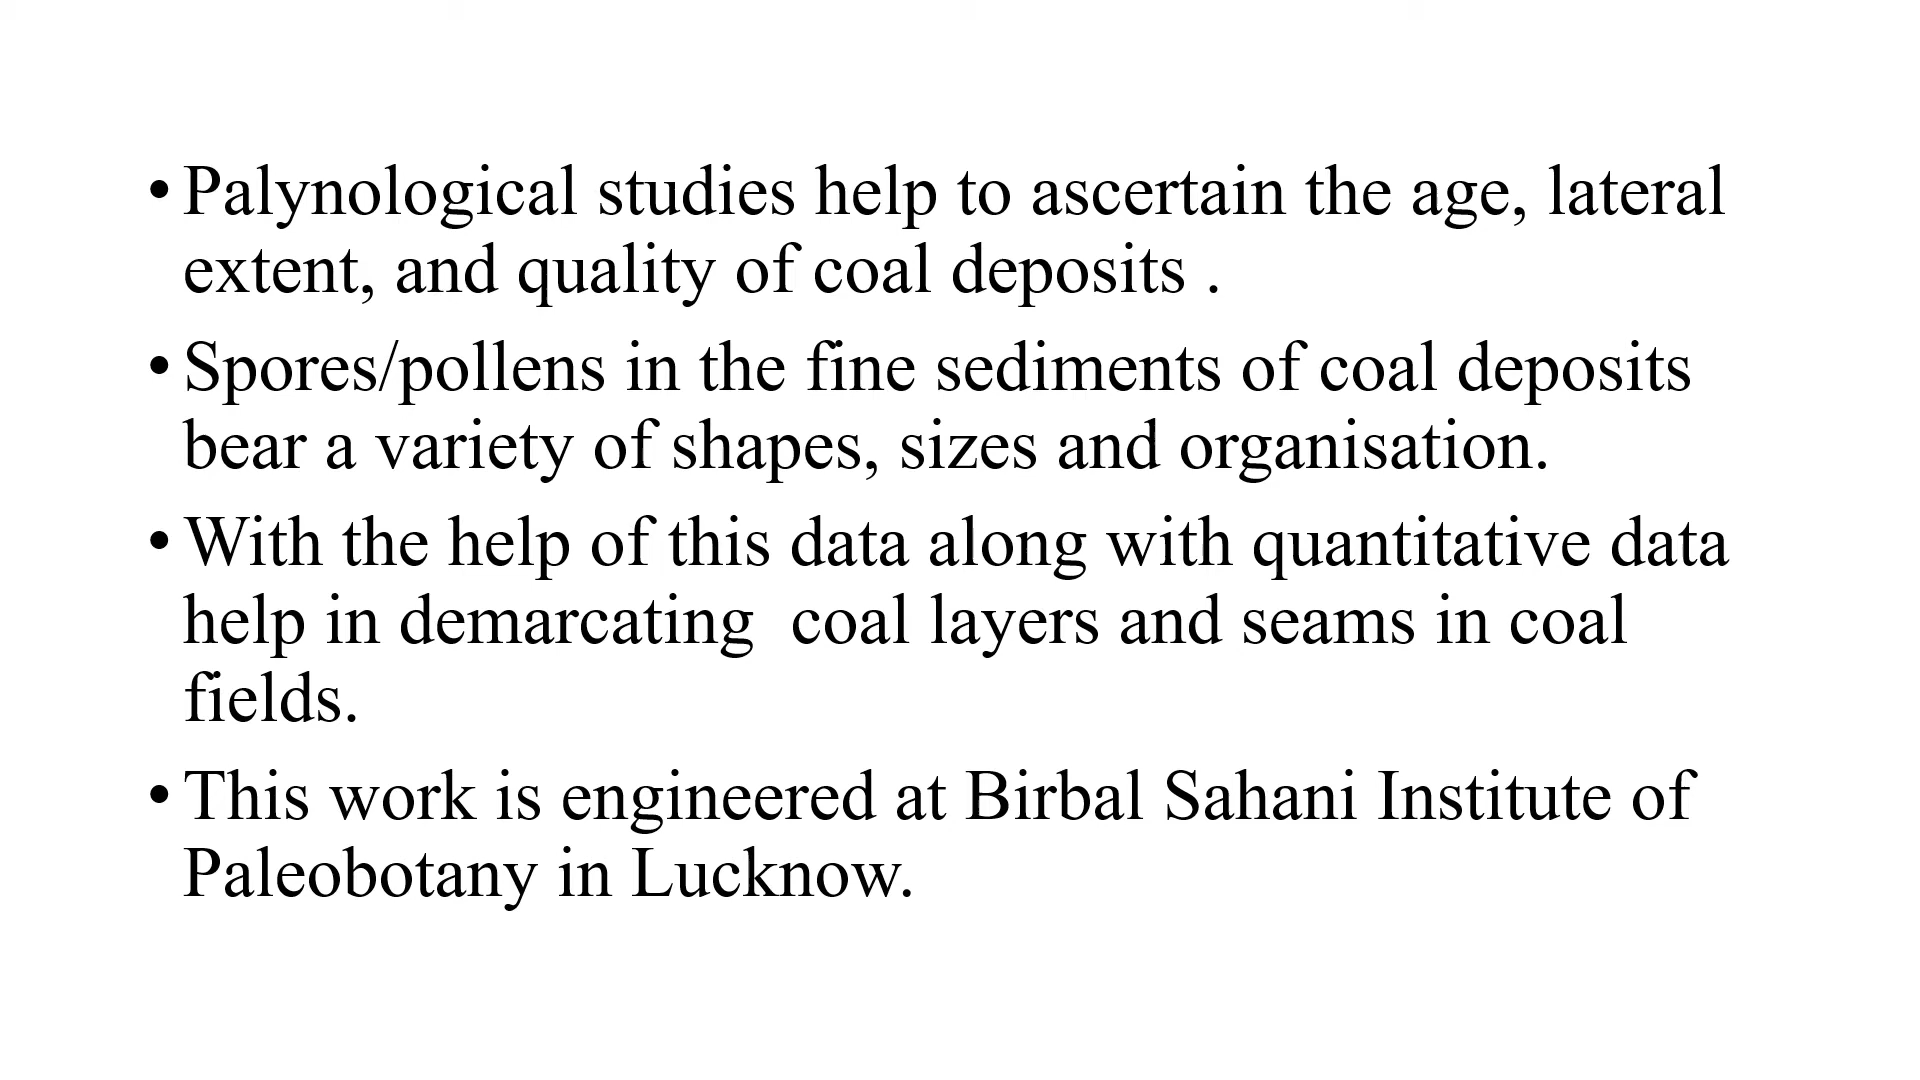 • Palynological studies help to ascertain the age, lateral
extent, and quality of coal deposits .
• Spores/pollens in the fine sediments of coal deposits
bear a variety of shapes, sizes and organisation.
• With the help of this data along with quantitative data
help in demarcating  coal layers and seams in coal
fields.
• This work is engineered at Birbal Sahani Institute of
Paleobotany in Lucknow.